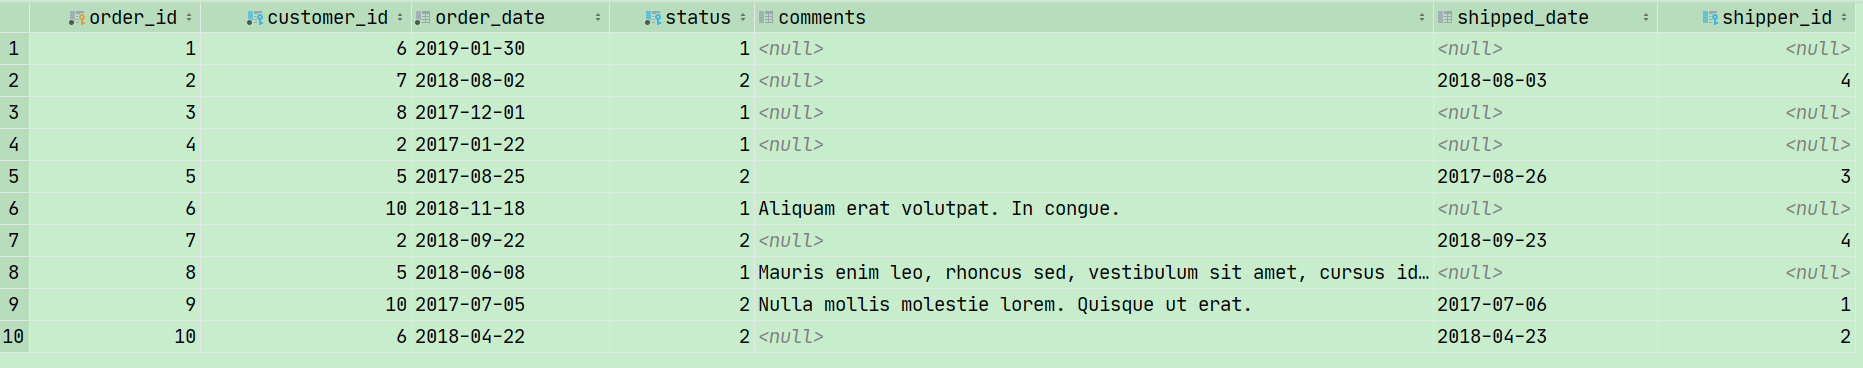 order_id customer_id order_date status comments shipped_date shipper_id
1 1 6 2019-01-30 1 <null> <null> <null>
2 2 7 2018-08-02 2 <null> 2018-08-03 4
3 3 8 2017-12-01 1 <null> <null> <null>
4 4 2 2017-01-22 1 <null> <null> <null>
5 5 5 2017-08-25 2 2017-08-26 3
6 6 10 2018-11-18 1 Aliquam erat volutpat. In congue. <null> <null>
7 7 2 2018-09-22 2 <null> 2018-09-23 4
8 8 5 2018-06-08 1 Mauris enim leo, rhoncus sed, vestibulum sit amet, cursus id… <null> <null>
9 9 10 2017-07-05 2 Nulla mollis molestie lorem. Quisque ut erat. 2017-07-06 1
10 10 6 2018-04-22 2 <null> 2018-04-23 2